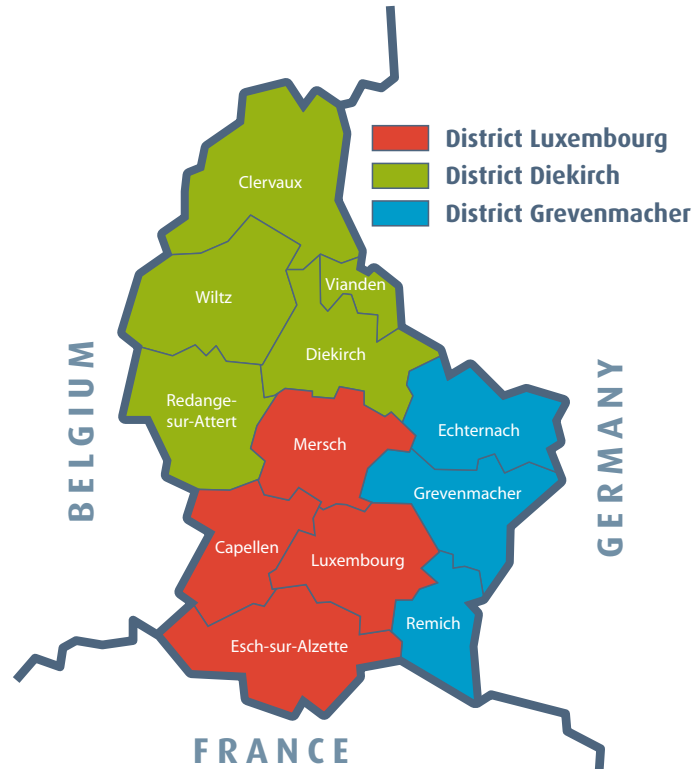 District Luxembourg
District Diekirch
District Grevenmacher
Clervaux
Vianden
Wiltz
Diekirch
Redange-
sur-Attert
Mersch
Echternach
Grevenmacher
Capellen
Luxembourg
Remich
Esch-sur-Alzette
BELGIUM
GERMANY
FRANCE